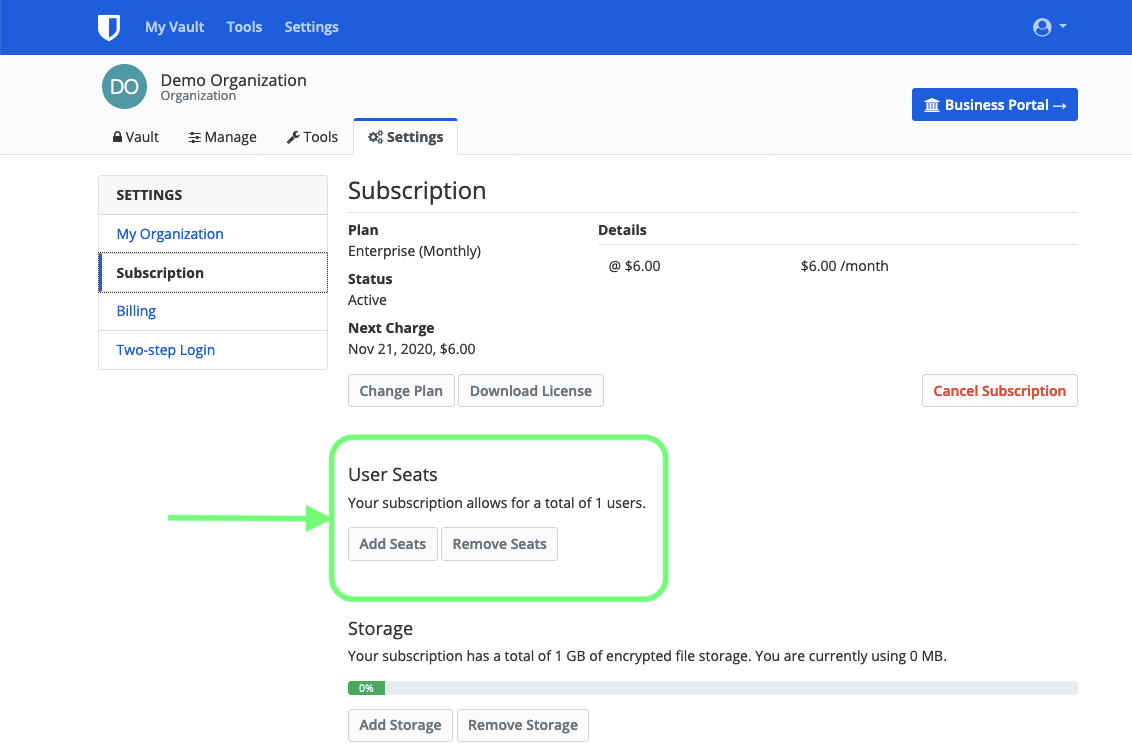 My Vault Tools Settings
DO
Demo Organization
Organization
Business Portal →
Vault Manage Tools Settings
SETTINGS
My Organization
Subscription
Billing
Two-step Login
Subscription
Plan
Enterprise (Monthly)
Status
Active
Next Charge
Nov 21, 2020, $6.00
Details
@ $6.00 $6.00 /month
Change Plan Download License Cancel Subscription
User Seats
Your subscription allows for a total of 1 users.
Add Seats Remove Seats
Storage
Your subscription has a total of 1 GB of encrypted file storage. You are currently using 0 MB.
0%
Add Storage Remove Storage